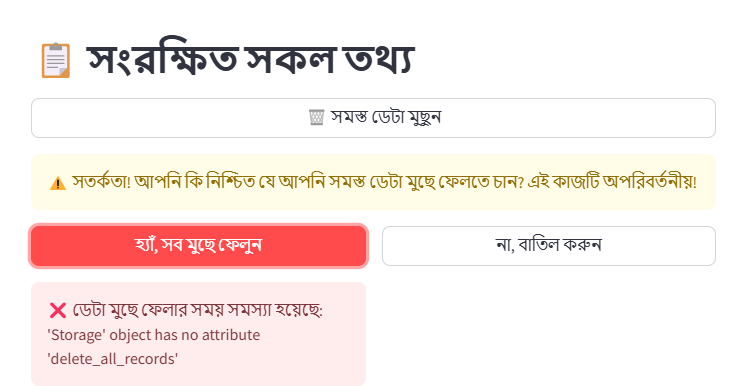 📋 সংরক্ষিত সকল তথ্য
🗑️ সমস্ত ডেটা মুছুন
⚠️ সতর্কতা! আপনি কি নিশ্চিত যে আপনি সমস্ত ডেটা মুছে ফেলতে চান? এই কাজটি অপরিবর্তনীয়!
হ্যাঁ, সব মুছে ফেলুন
না, বাতিল করুন
❌ ডেটা মুছে ফেলার সময় সমস্যা হয়েছে:
'Storage' object has no attribute
'delete_all_records'